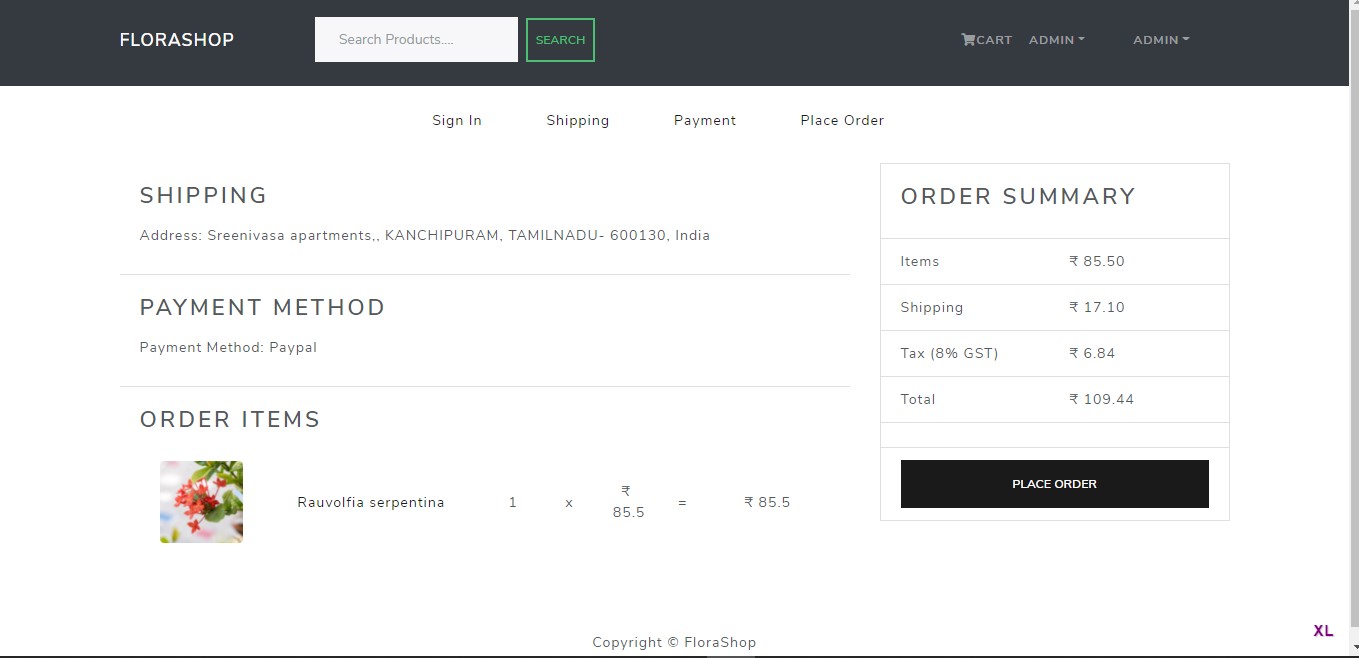 FLORASHOP Search Products.... SEARCH CART ADMIN ADMIN
Sign In Shipping Payment Place Order
SHIPPING
Address: Sreenivasa apartments,, KANCHIPURAM, TAMILNADU- 600130, India
PAYMENT METHOD
Payment Method: Paypal
ORDER ITEMS
Rauvolfia serpentina 1 x ₹ 85.5 = ₹ 85.5
ORDER SUMMARY
Items ₹ 85.50
Shipping ₹ 17.10
Tax (8% GST) ₹ 6.84
Total ₹ 109.44
PLACE ORDER
XL
Copyright © FloraShop